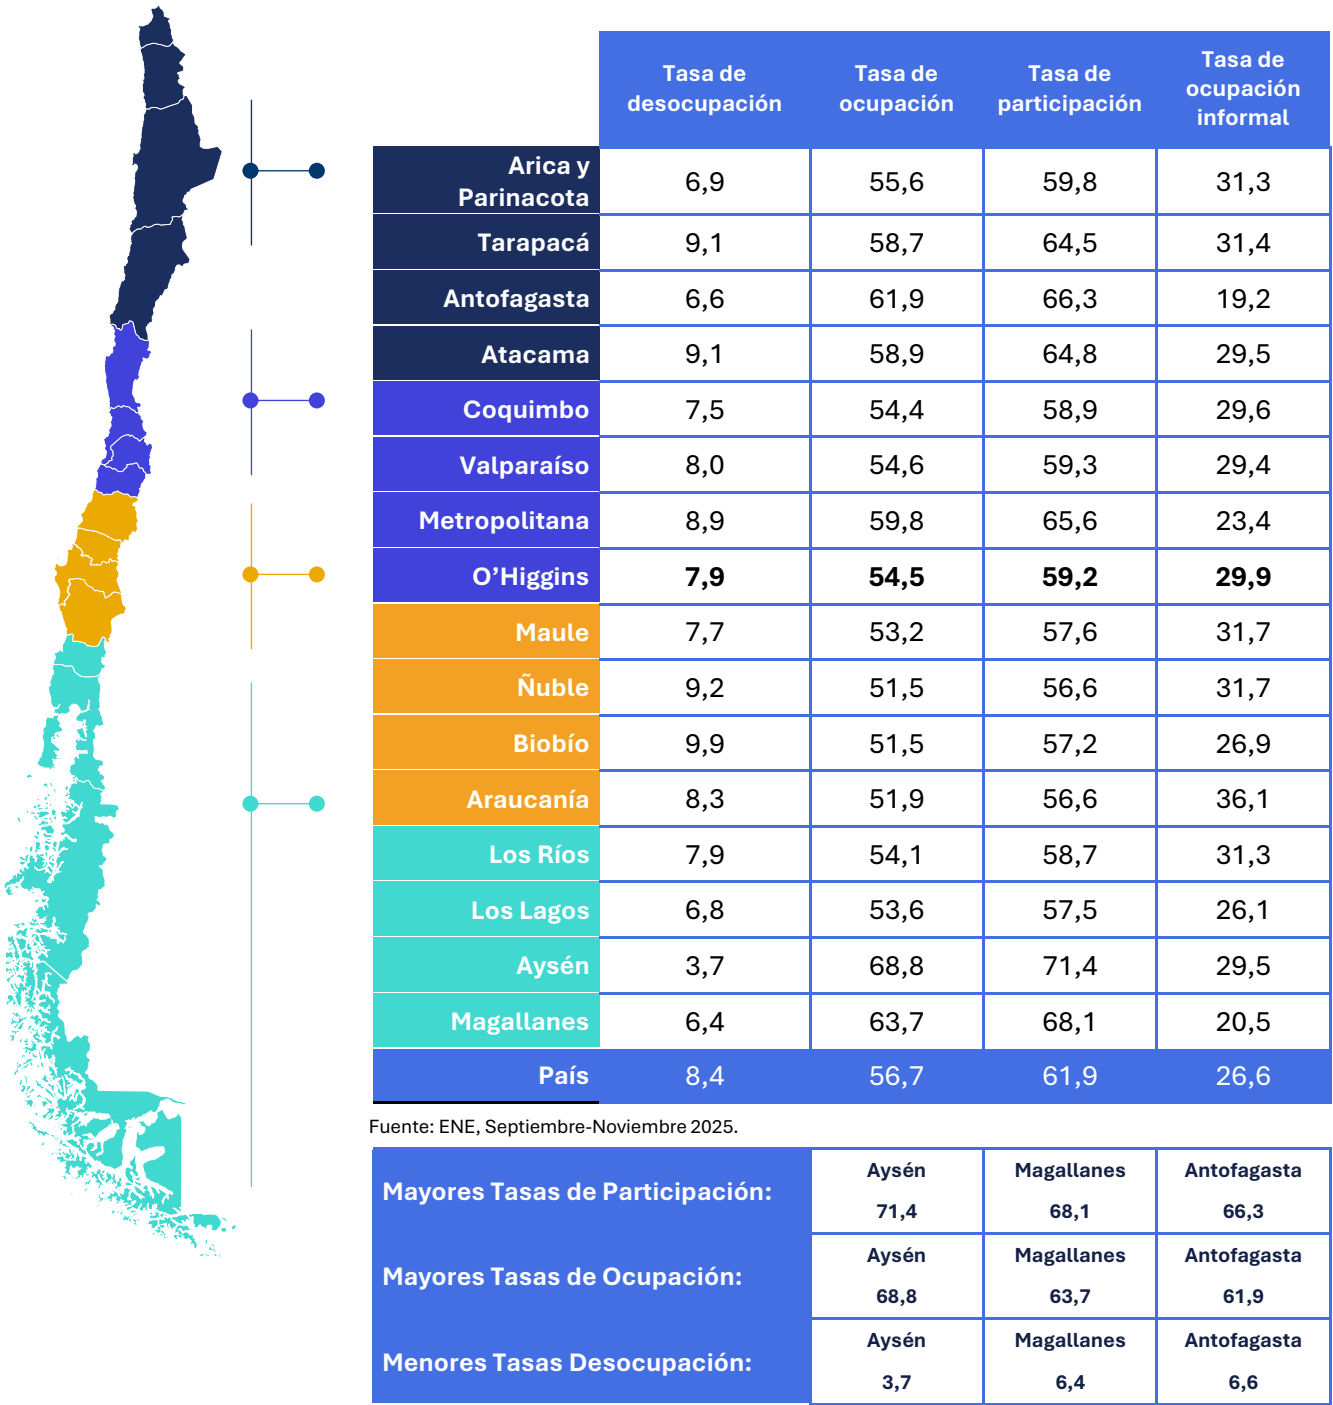 Tasa de desocupación Tasa de ocupación Tasa de participación Tasa de ocupación informal
Arica y Parinacota 6,9 55,6 59,8 31,3
Tarapacá 9,1 58,7 64,5 31,4
Antofagasta 6,6 61,9 66,3 19,2
Atacama 9,1 58,9 64,8 29,5
Coquimbo 7,5 54,4 58,9 29,6
Valparaíso 8,0 54,6 59,3 29,4
Metropolitana 8,9 59,8 65,6 23,4
O’Higgins 7,9 54,5 59,2 29,9
Maule 7,7 53,2 57,6 31,7
Ñuble 9,2 51,5 56,6 31,7
Biobío 9,9 51,5 57,2 26,9
Araucanía 8,3 51,9 56,6 36,1
Los Ríos 7,9 54,1 58,7 31,3
Los Lagos 6,8 53,6 57,5 26,1
Aysén 3,7 68,8 71,4 29,5
Magallanes 6,4 63,7 68,1 20,5
País 8,4 56,7 61,9 26,6
Fuente: ENE, Septiembre-Noviembre 2025.
Mayores Tasas de Participación: Aysén 71,4 Magallanes 68,1 Antofagasta 66,3
Mayores Tasas de Ocupación: Aysén 68,8 Magallanes 63,7 Antofagasta 61,9
Menores Tasas Desocupación: Aysén 3,7 Magallanes 6,4 Antofagasta 6,6